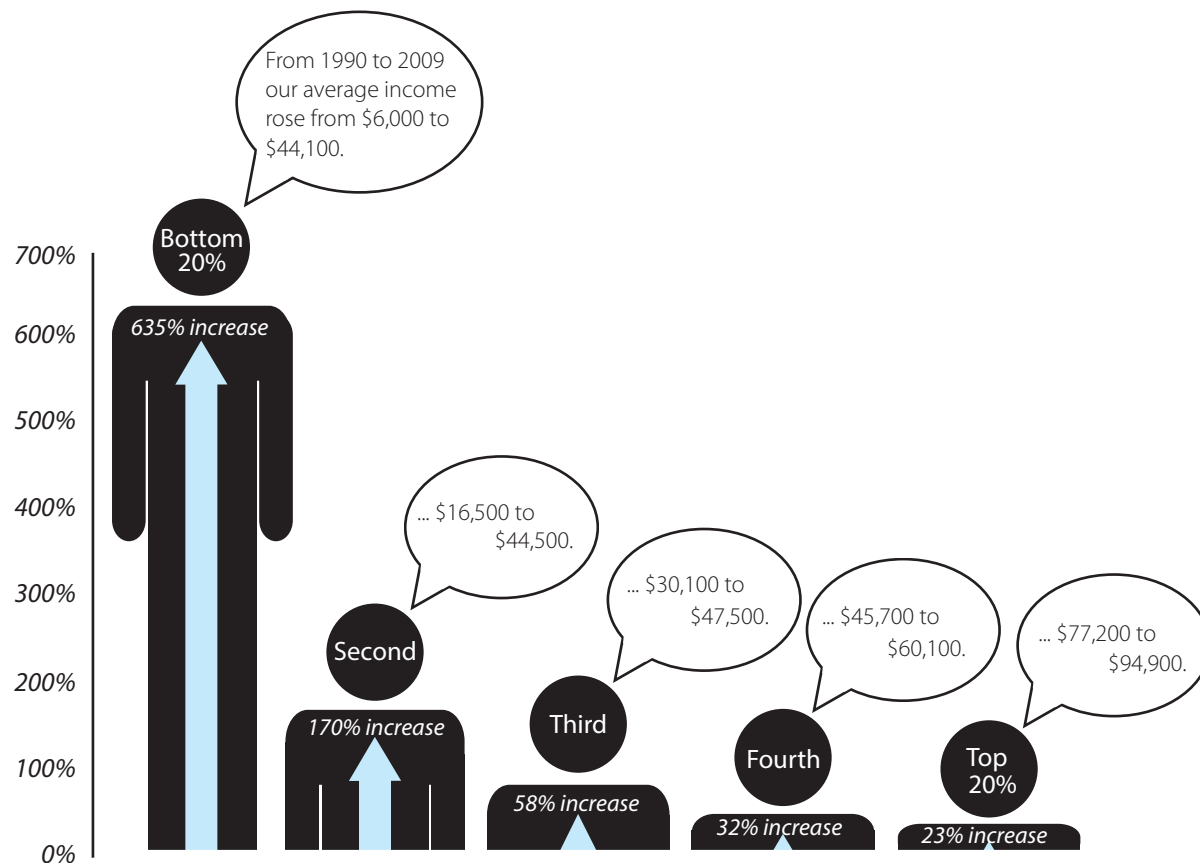 From 1990 to 2009
our average income
rose from $6,000 to
$44,100.
Bottom
20%
700%
635% increase
600%
500%
400%
... $16,500 to
$44,500.
300%
... $30,100 to
$47,500.
... $45,700 to
$60,100.
... $77,200 to
$94,900.
Second
200%
170% increase
Third
Fourth
Top
20%
100%
58% increase
32% increase
23% increase
0%